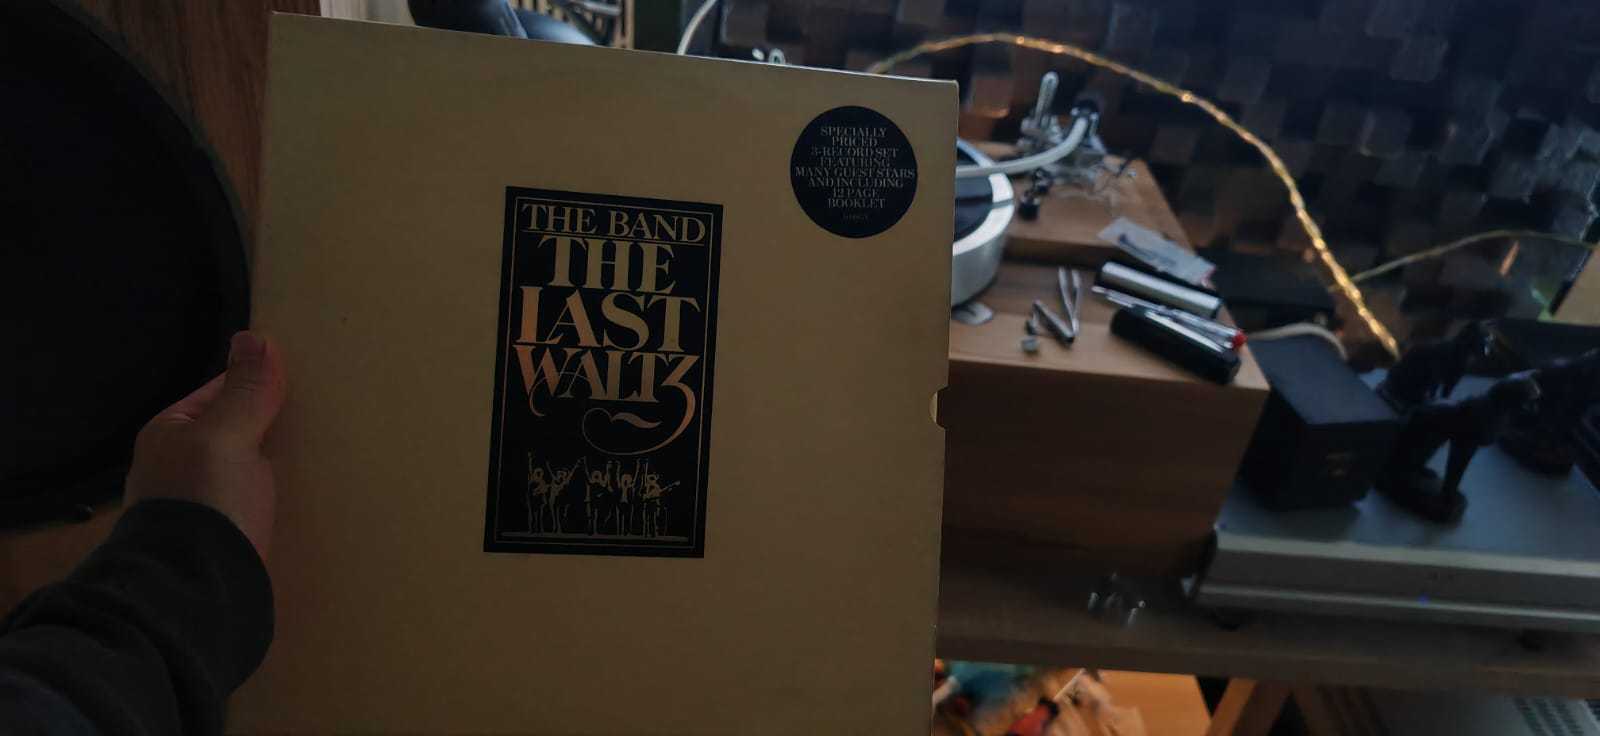 THE BAND
THE
LAST
WALTZ
SPECIALLY
PRICED
3-RECORD SET
FEATURING
MANY GUEST STARS
AND INCLUDING
12 PAGE
BOOKLET